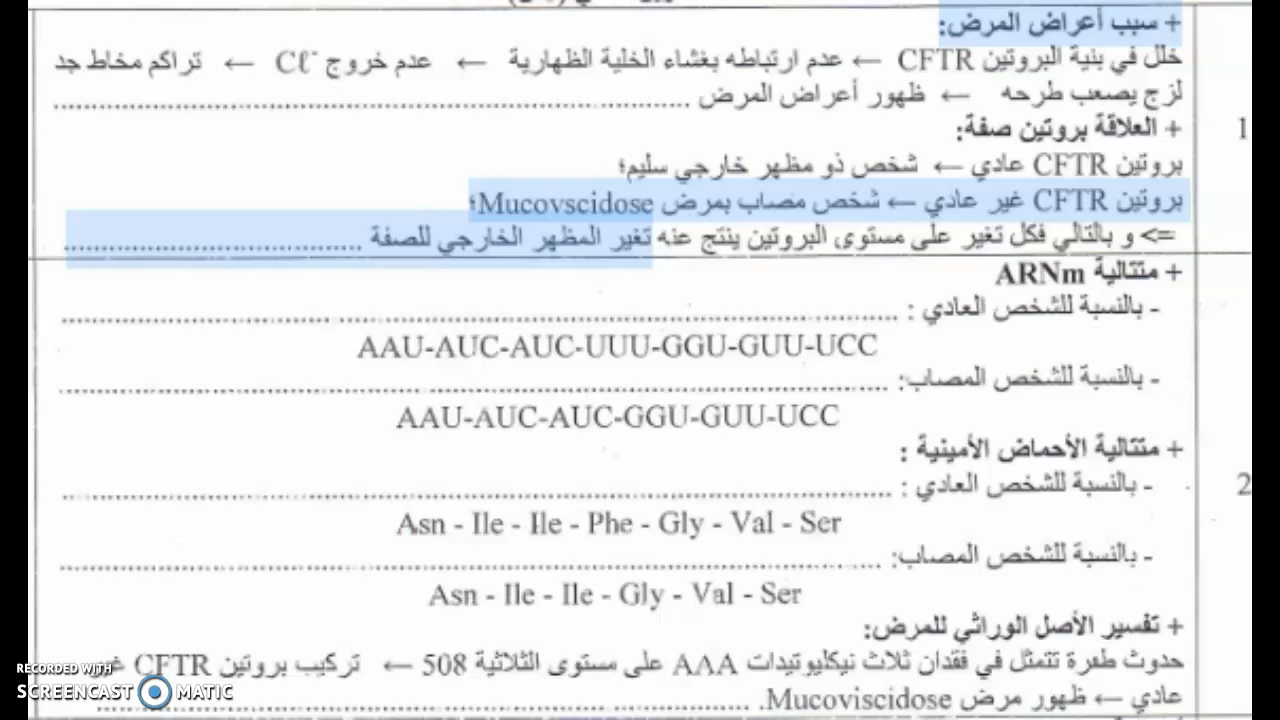 + سبب أعراض المرض:
خلل في بنية البروتين CFTR ← عدم ارتباطه بغشاء الخلية الظهارية ← عدم خروج Cℓ⁻ ← تراكم مخاط جد
لزج يصعب طرحه ← ظهور أعراض المرض
+ العلاقة بروتين صفة:
1
بروتين CFTR عادي ← شخص ذو مظهر خارجي سليم؛
بروتين CFTR غير عادي ← شخص مصاب بمرض Mucovscidose؛
=> و بالتالي فكل تغير على مستوى البروتين ينتج عنه تغير المظهر الخارجي للصفة
+ متتالية ARNm
- بالنسبة للشخص العادي :
AAU-AUC-AUC-UUU-GGU-GUU-UCC
- بالنسبة للشخص المصاب:
AAU-AUC-AUC-GGU-GUU-UCC
+ متتالية الأحماض الأمينية :
- بالنسبة للشخص العادي :
2
Asn - Ile - Ile - Phe - Gly - Val - Ser
- بالنسبة للشخص المصاب:
Asn - Ile - Ile - Gly - Val - Ser
+ تفسير الأصل الوراثي للمرض:
حدوث طفرة تتمثل في فقدان ثلاث نيكليوتيدات AAA على مستوى الثلاثية 508 ← تركيب بروتين CFTR غير
عادي ← ظهور مرض Mucoviscidose.
RECORDED WITH
SCREENCAST MATIC